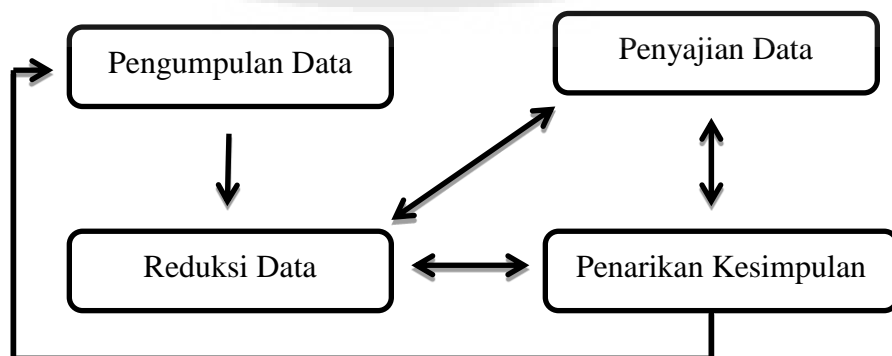 Pengumpulan Data
Penyajian Data
Reduksi Data
Penarikan Kesimpulan